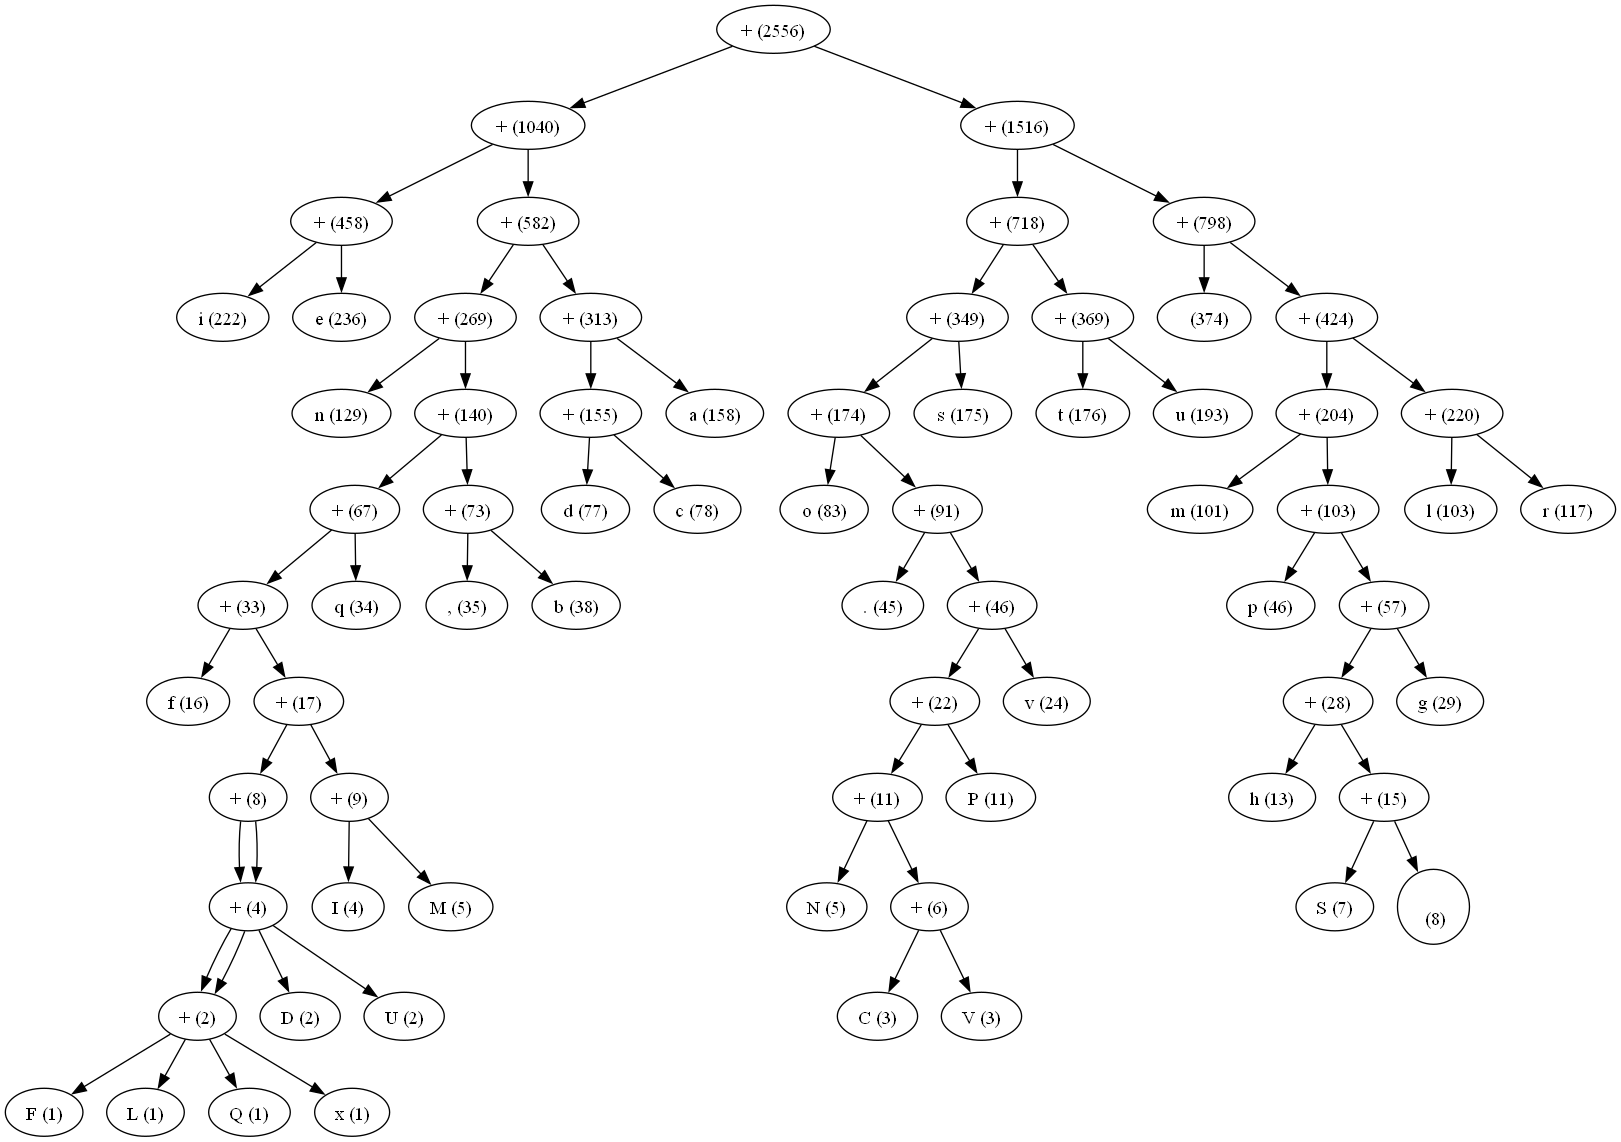 + (2556)
+ (1040)
+ (1516)
+ (458)
+ (582)
+ (718)
+ (798)
i (222)
e (236)
+ (269)
+ (313)
+ (349)
+ (369)
(374)
+ (424)
n (129)
+ (140)
+ (155)
a (158)
+ (174)
s (175)
t (176)
u (193)
+ (204)
+ (220)
+ (67)
+ (73)
d (77)
c (78)
o (83)
+ (91)
m (101)
+ (103)
l (103)
r (117)
+ (33)
q (34)
, (35)
b (38)
. (45)
+ (46)
p (46)
+ (57)
f (16)
+ (17)
+ (22)
v (24)
+ (28)
g (29)
+ (8)
+ (9)
+ (11)
P (11)
h (13)
+ (15)
+ (4)
I (4)
M (5)
N (5)
+ (6)
S (7)
(8)
+ (2)
D (2)
U (2)
C (3)
V (3)
F (1)
L (1)
Q (1)
x (1)